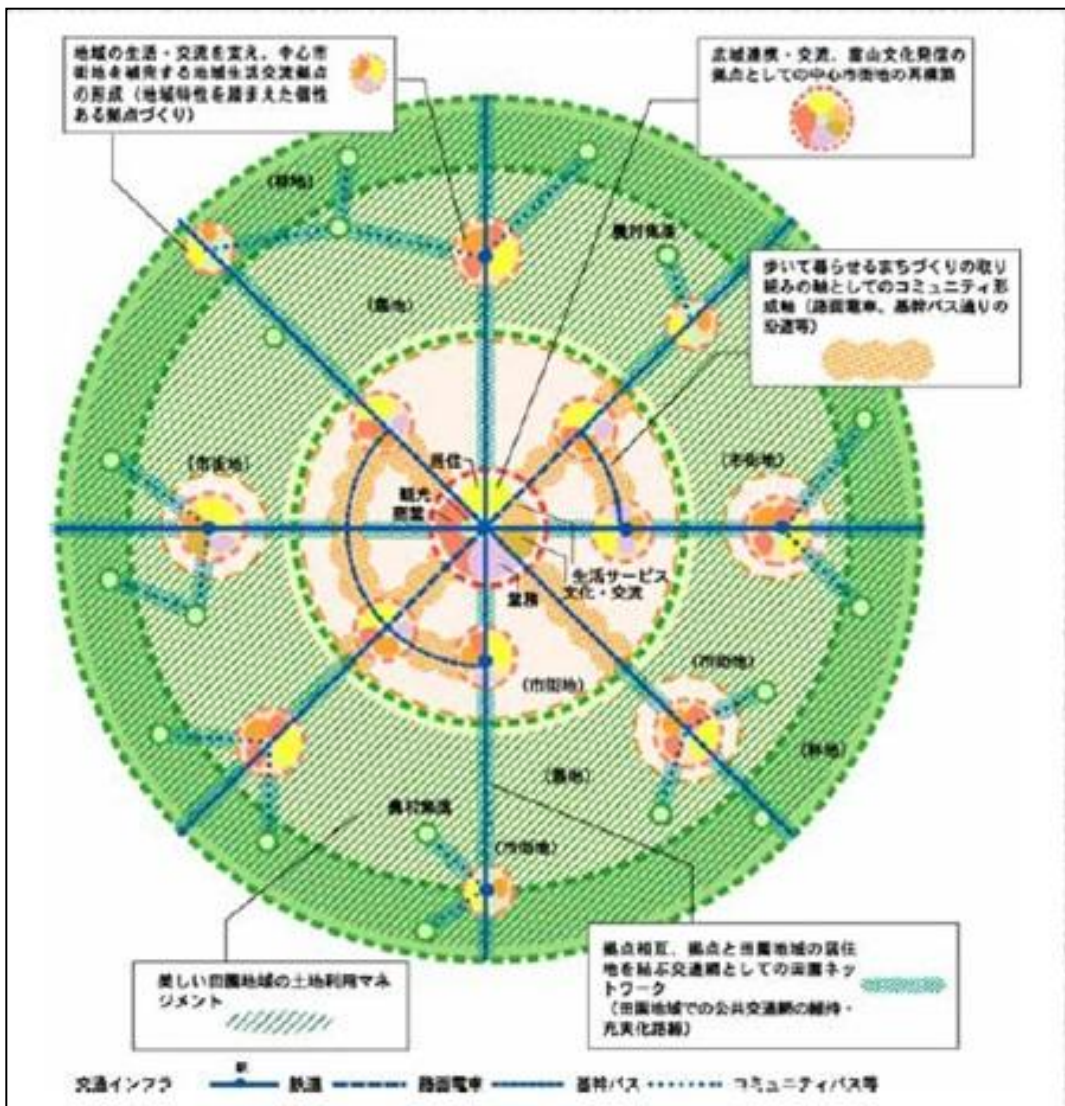 地域の生活・交流を支え、中心市
街地を補完する地域生活交流拠点
の形成（地域特性を踏まえた個性
ある拠点づくり）
広域連携・交流、富山文化発信の
拠点としての中心市街地の再構築
（林地）
農村集落
歩いて暮らせるまちづくりの取り
組みの軸としてのコミュニティ形
成軸（路面電車、基幹バス通りの
沿道等）
（農地）
（市街地）
（市街地）
居住
観光
商業
生活サービス
文化・交流
業務
（市街地）
（市街地）
（林地）
（農地）
農村集落
（市街地）
美しい田園地域の土地利用マネ
ジメント
拠点相互、拠点と田園地域の居住
地を結ぶ交通網としての田園ネッ
トワーク
（田園地域での公共交通網の維持・
充実化路線）
駅
交通インフラ 鉄道 路面電車 基幹バス コミュニティバス等